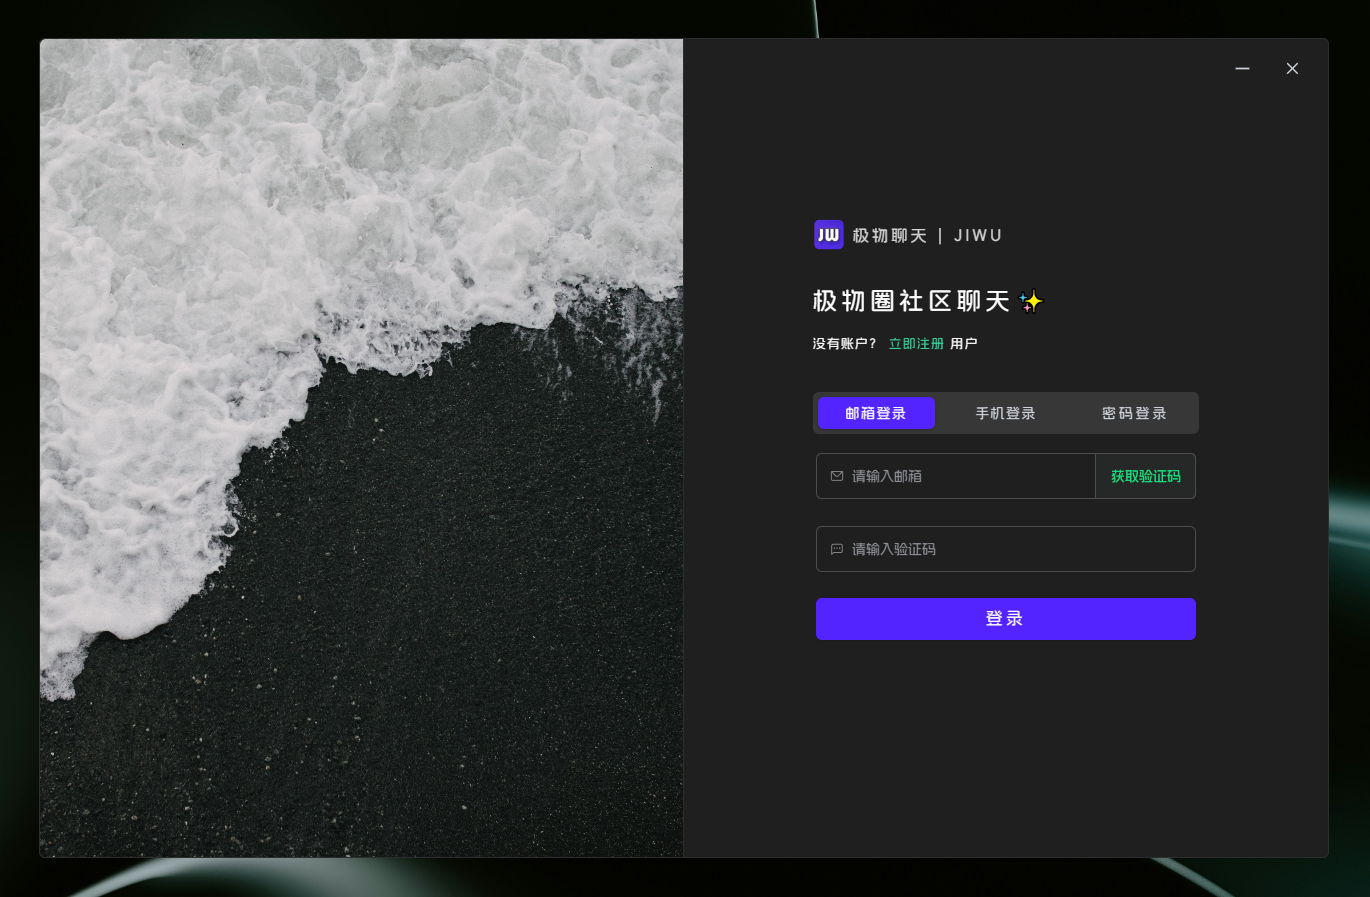 JW 极物聊天 | JIWU
极物圈社区聊天✨
没有账户? 立即注册 用户
邮箱登录 手机登录 密码登录
请输入邮箱 获取验证码
请输入验证码
登录